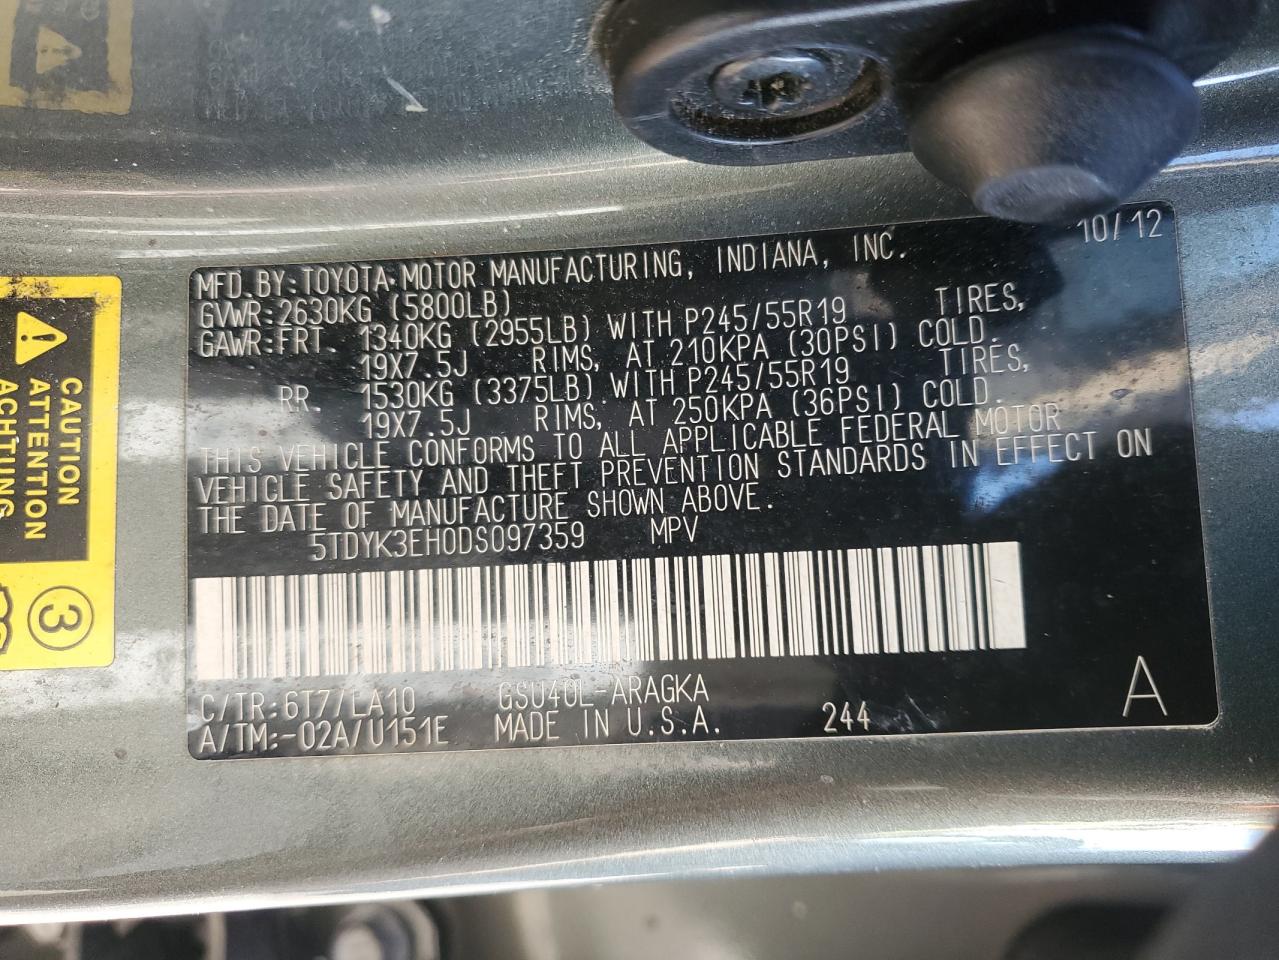 10/12
MFD.BY:TOYOTA MOTOR MANUFACTURING, INDIANA, INC.
GVWR:2630KG (5800LB)
GAWR:FRT. 1340KG (2955LB) WITH P245/55R19 TIRES,
19X7.5J RIMS, AT 210KPA (30PSI) COLD.
RR. 1530KG (3375LB) WITH P245/55R19 TIRES,
19X7.5J RIMS, AT 250KPA (36PSI) COLD.
THIS VEHICLE CONFORMS TO ALL APPLICABLE FEDERAL MOTOR
VEHICLE SAFETY AND THEFT PREVENTION STANDARDS IN EFFECT ON
THE DATE OF MANUFACTURE SHOWN ABOVE.
5TDYK3EH0DS097359 MPV
C/TR:6T7/LA10 GSU40L-ARAGKA
A/TM:-02A/U151E MADE IN U.S.A. 244 A
CAUTION
ATTENTION
ACHTUNG
3